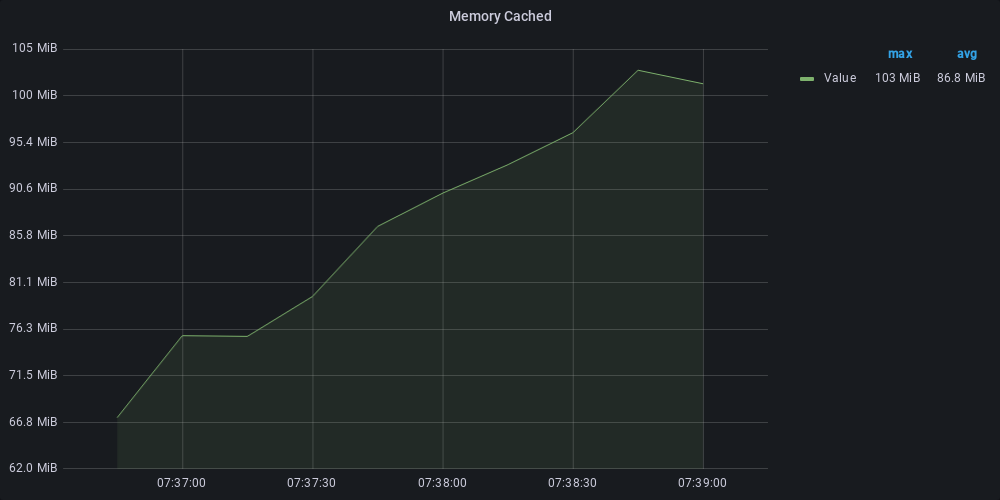 Memory Cached
105 MiB
100 MiB
95.4 MiB
90.6 MiB
85.8 MiB
81.1 MiB
76.3 MiB
71.5 MiB
66.8 MiB
62.0 MiB
07:37:00 07:37:30 07:38:00 07:38:30 07:39:00
max avg
Value 103 MiB 86.8 MiB